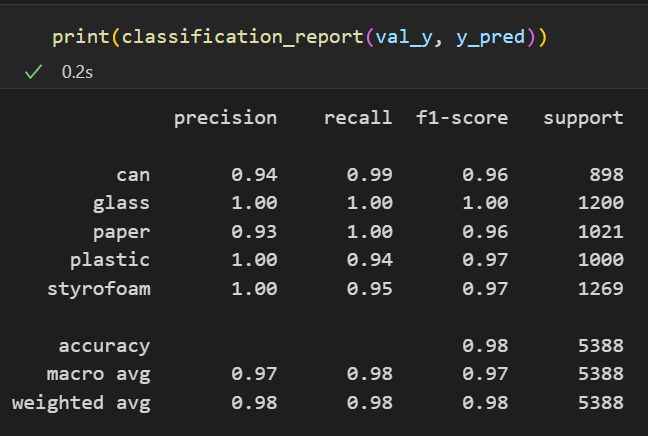 print(classification_report(val_y, y_pred))
0.2s
precision recall f1-score support
can 0.94 0.99 0.96 898
glass 1.00 1.00 1.00 1200
paper 0.93 1.00 0.96 1021
plastic 1.00 0.94 0.97 1000
styrofoam 1.00 0.95 0.97 1269
accuracy 0.98 5388
macro avg 0.97 0.98 0.97 5388
weighted avg 0.98 0.98 0.98 5388